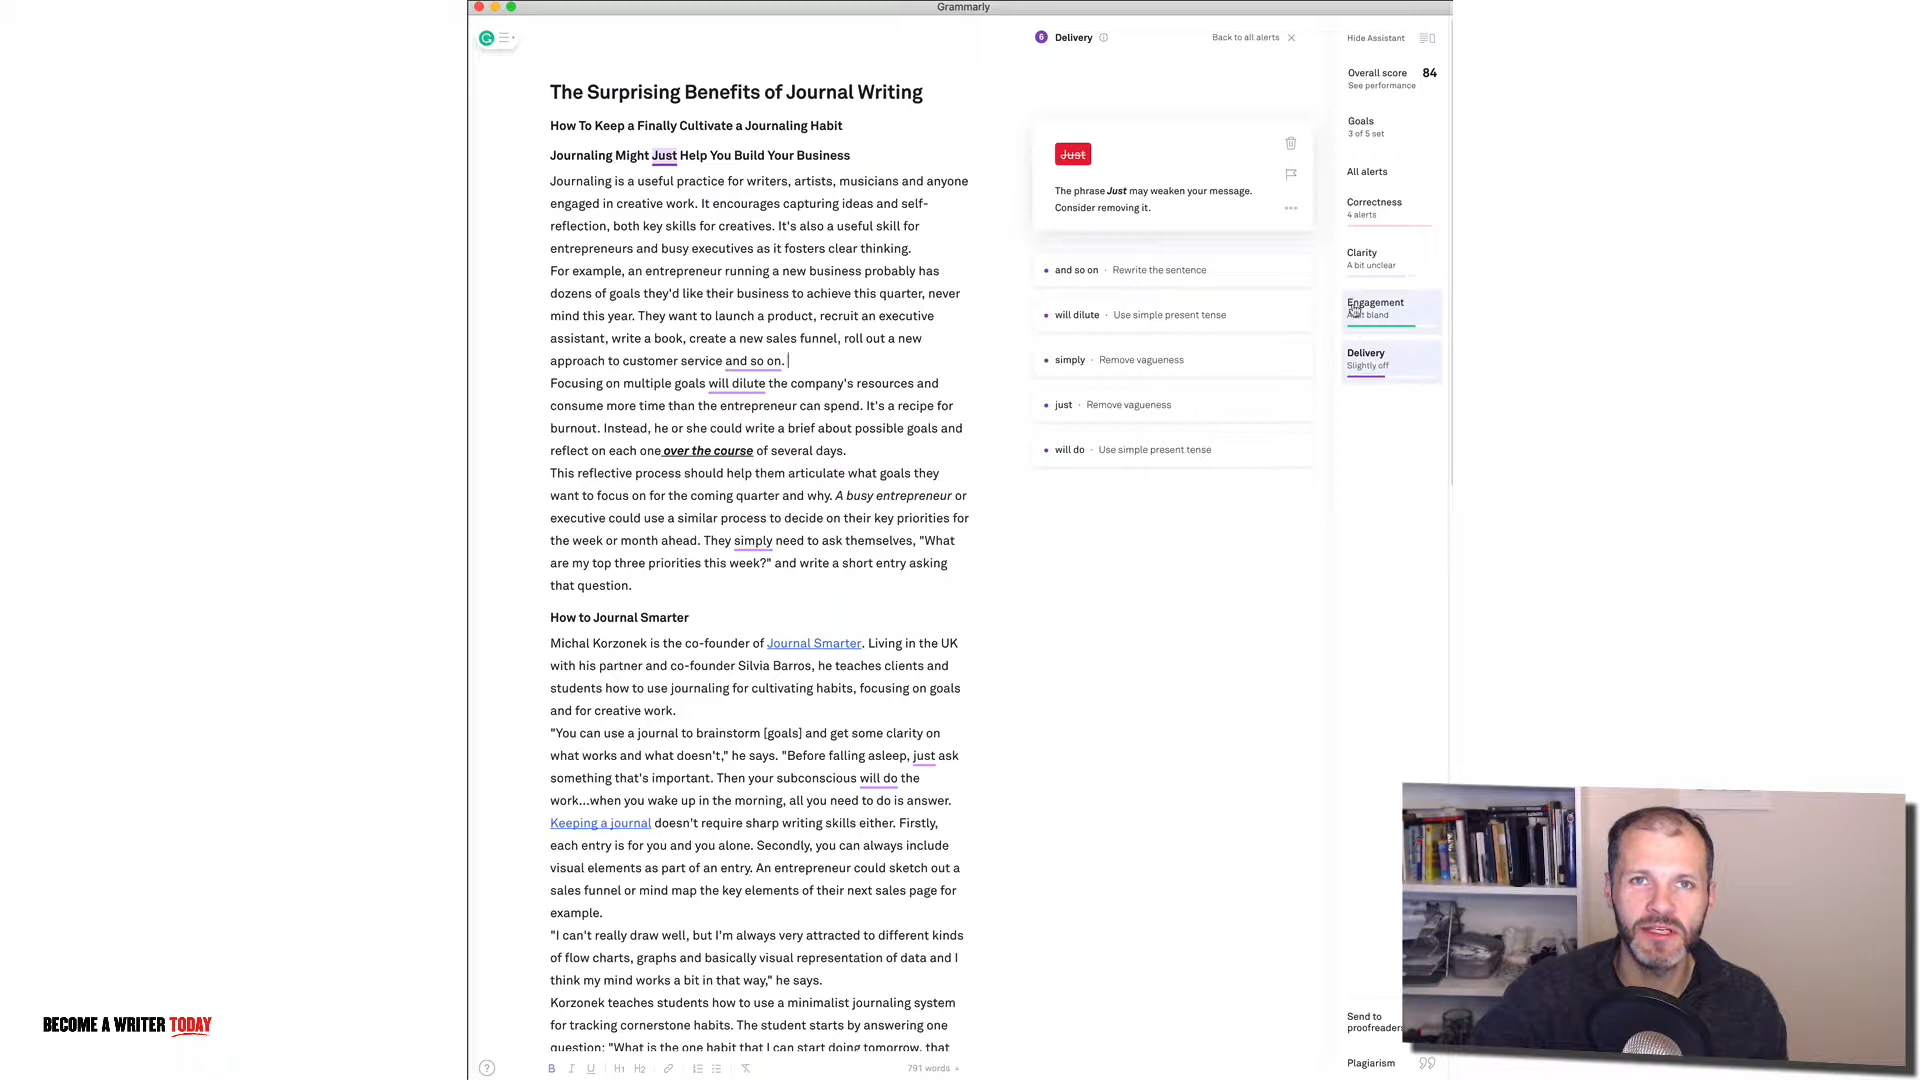 Grammarly
The Surprising Benefits of Journal Writing
How To Keep a Finally Cultivate a Journaling Habit
Journaling Might Just Help You Build Your Business
Journaling is a useful practice for writers, artists, musicians and anyone
engaged in creative work. It encourages capturing ideas and self-
reflection, both key skills for creatives. It's also a useful skill for
entrepreneurs and busy executives as it fosters clear thinking.
For example, an entrepreneur running a new business probably has
dozens of goals they'd like their business to achieve this quarter, never
mind this year. They want to launch a product, recruit an executive
assistant, write a book, create a new sales funnel, roll out a new
approach to customer service and so on.
Focusing on multiple goals will dilute the company's resources and
consume more time than the entrepreneur can spend. It's a recipe for
burnout. Instead, he or she could write a brief about possible goals and
reflect on each one over the course of several days.
This reflective process should help them articulate what goals they
want to focus on for the coming quarter and why. A busy entrepreneur or
executive could use a similar process to decide on their key priorities for
the week or month ahead. They simply need to ask themselves, "What
are my top three priorities this week?" and write a short entry asking
that question.
How to Journal Smarter
Michal Korzonek is the co-founder of Journal Smarter. Living in the UK
with his partner and co-founder Silvia Barros, he teaches clients and
students how to use journaling for cultivating habits, focusing on goals
and for creative work.
"You can use a journal to brainstorm [goals] and get some clarity on
what works and what doesn't," he says. "Before falling asleep, just ask
something that's important. Then your subconscious will do the
work...when you wake up in the morning, all you need to do is answer.
Keeping a journal doesn't require sharp writing skills either. Firstly,
each entry is for you and you alone. Secondly, you can always include
visual elements as part of an entry. An entrepreneur could sketch out a
sales funnel or mind map the key elements of their next sales page for
example.
"I can't really draw well, but I'm always very attracted to different kinds
of flow charts, graphs and basically visual representation of data and I
think my mind works a bit in that way," he says.
Korzonek teaches students how to use a minimalist journaling system
for tracking cornerstone habits. The student starts by answering one
question: "What is the one habit that I can start doing tomorrow, that
B I U H1 H2
791 words
6 Delivery
Back to all alerts
Just
The phrase Just may weaken your message.
Consider removing it.
and so on · Rewrite the sentence
will dilute · Use simple present tense
simply · Remove vagueness
just · Remove vagueness
will do · Use simple present tense
Hide Assistant
Overall score 84
See performance
Goals
3 of 5 set
All alerts
Correctness
4 alerts
Clarity
A bit unclear
Engagement
bland
Delivery
Slightly off
Send to
proofreaders
Plagiarism
BECOME A WRITER TODAY